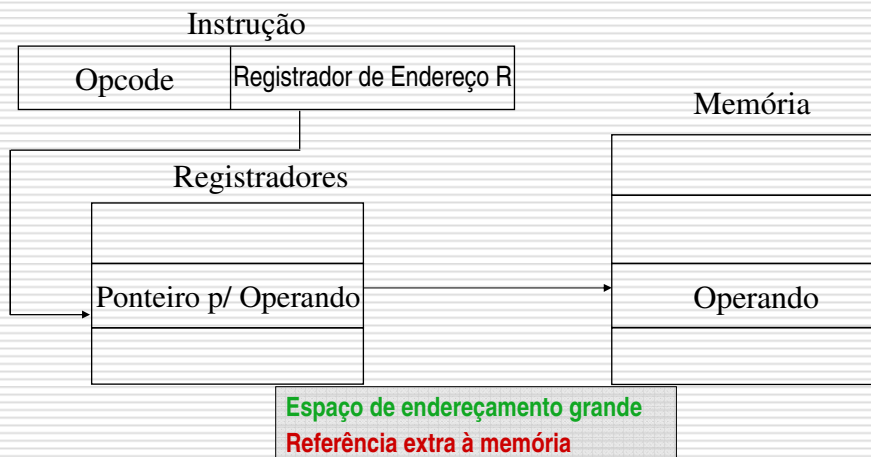 Instrução
Opcode
Registrador de Endereço R
Memória
Registradores
Ponteiro p/ Operando
Operando
Espaço de endereçamento grande
Referência extra à memória